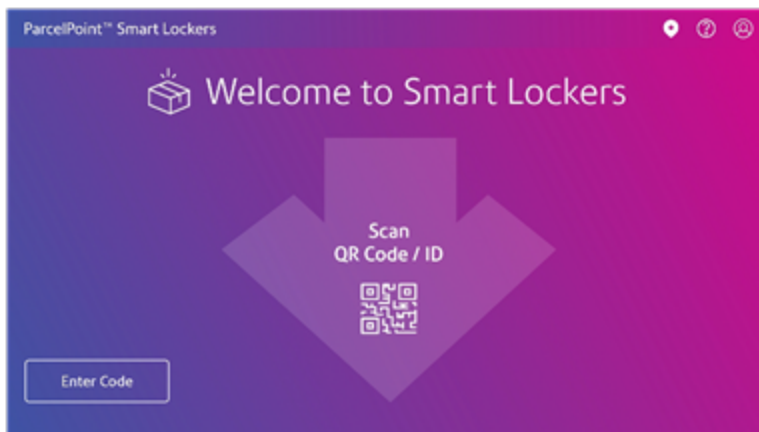 ParcelPoint™ Smart Lockers
Welcome to Smart Lockers
Scan
QR Code / ID
Enter Code